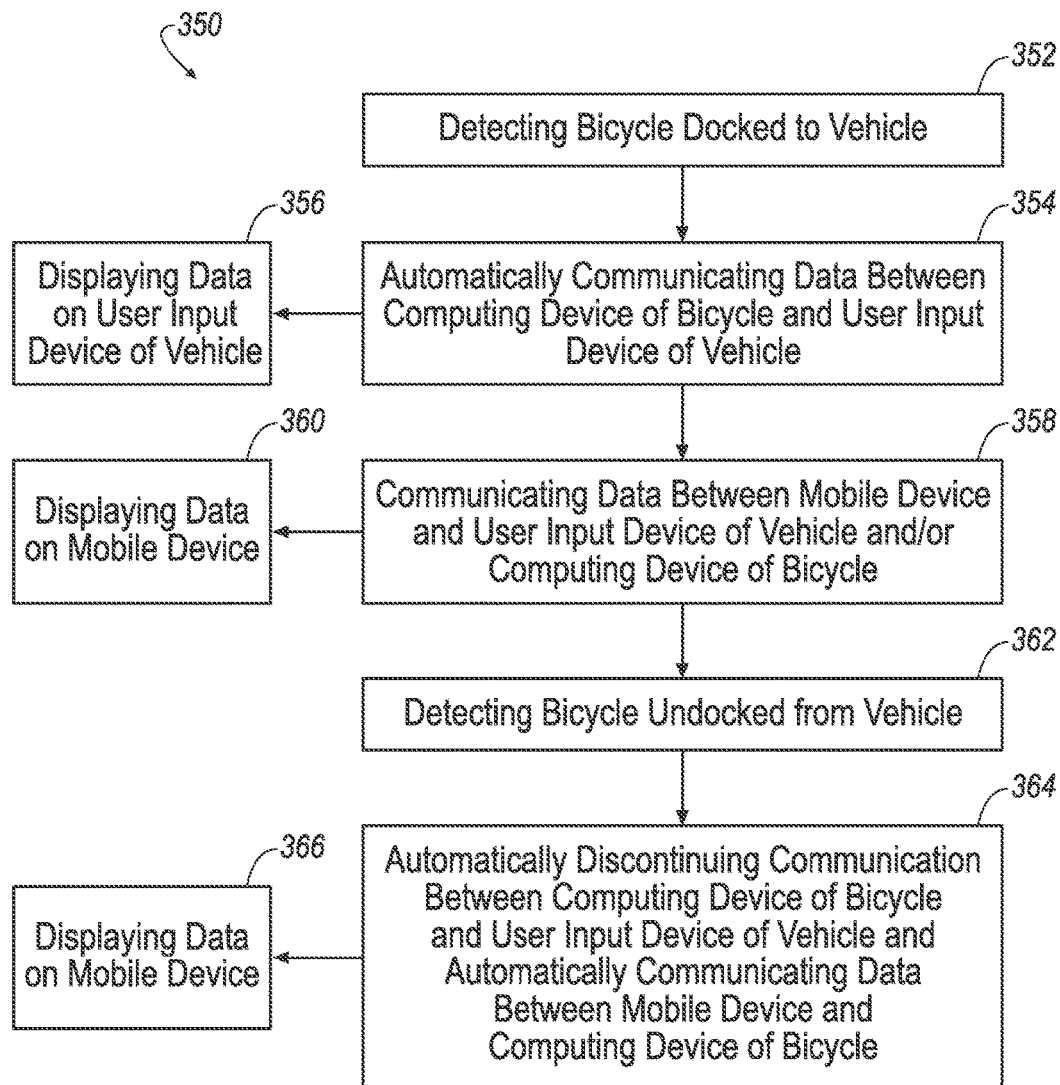 350
352
Detecting Bicycle Docked to Vehicle
356
354
Displaying Data
on User Input
Device of Vehicle
Automatically Communicating Data Between
Computing Device of Bicycle and User Input
Device of Vehicle
360
358
Displaying Data
on Mobile Device
Communicating Data Between Mobile Device
and User Input Device of Vehicle and/or
Computing Device of Bicycle
362
Detecting Bicycle Undocked from Vehicle
364
366
Displaying Data
on Mobile Device
Automatically Discontinuing Communication
Between Computing Device of Bicycle
and User Input Device of Vehicle and
Automatically Communicating Data
Between Mobile Device and
Computing Device of Bicycle